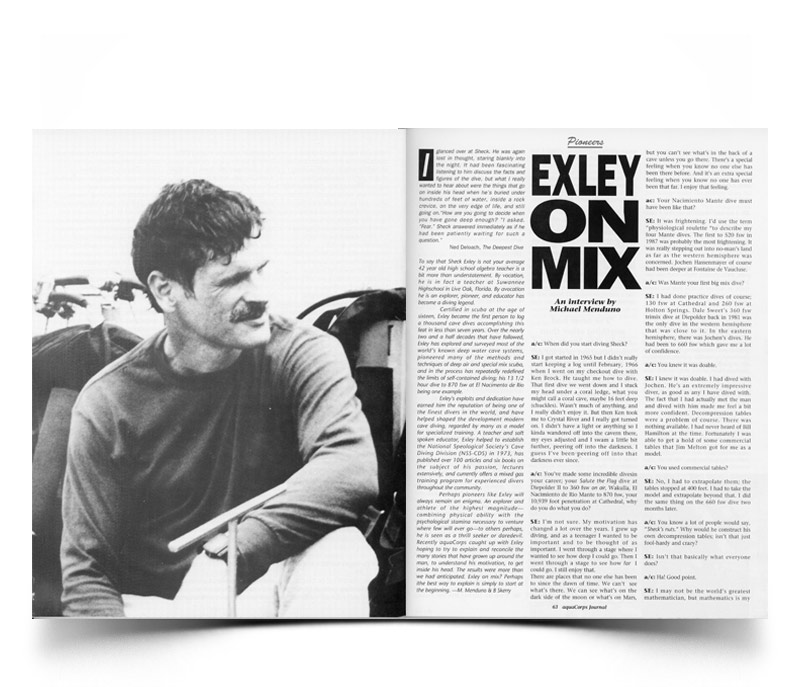 Pioneers
I glanced over at Sheck. He was again
lost in thought, staring blankly into
the night. It had been fascinating
listening to him discuss the facts and
figures of the dive, but what I really
wanted to hear about were the things that go
on inside his head when he's buried under
hundreds of feet of water, inside a rock
crevice, on the very edge of life, and still
going on. "How are you going to decide when
you have gone deep enough?" I asked.
"Fear." Sheck answered immediately as if he
had been patiently waiting for such a
question."
Ned Deloach, The Deepest Dive
To say that Sheck Exley is not your average
42 year old high school algebra teacher is a
bit more than understatement. By vocation,
he is in fact a teacher at Suwannee
Highschool in Live Oak, Florida. By avocation
he is an explorer, pioneer, and educator has
become a diving legend.
Certified in scuba at the age of
sixteen, Exley became the first person to log
a thousand cave dives accomplishing this
feat in less than seven years. Over the nearly
two and a half decades that have followed,
Exley has explored and surveyed most of the
world's known deep water cave systems,
pioneered many of the methods and
techniques of deep air and special mix scuba,
and in the process has repeatedly redefined
the limits of self-contained diving; his 13 1/2
hour dive to 870 fsw at El Nacimento de Rio
being one example.
Exley's exploits and dedication have
earned him the reputation of being one of
the finest divers in the world, and have
helped shaped the development modern
cave diving, regarded by many as a model
for specialized training. A teacher and soft
spoken educator, Exley helped to establish
the National Speological Society's Cave
Diving Division (NSS-CDS) in 1973, has
published over 100 articles and six books on
the subject of his passion, lectures
extensively, and currently offers a mixed gas
training program for experienced divers
throughout the community.
Perhaps pioneers like Exley will
always remain an enigma. An explorer and
athlete of the highest magnitude—
combining physical ability with the
psychological stamina necessary to venture
where few will ever go—to others perhaps,
he is seen as a thrill seeker or daredevil.
Recently aquaCorps caught up with Exley
hoping to try to explain and reconcile the
many stories that have grown up around the
man, to understand his motivation, to get
inside his head. The results were more than
we had anticipated. Exley on mix? Perhaps
the best way to explain is simply to start at
the beginning. —M. Menduno & B Skerry
EXLEY
ON
MIX
An interview by
Michael Menduno
a/c: When did you start diving Sheck?
SE: I got started in 1965 but I didn't really
start keeping a log until February, 1966
when I went on my checkout dive with
Ken Brock. He taught me how to dive.
That first dive we went down and I stuck
my head under a coral ledge, what you
might call a coral cave, maybe 16 feet deep
(chuckles). Wasn't much of anything, and
I really didn't enjoy it. But then Ken took
me to Crystal River and I really got turned
on. I didn't have a light or anything so I
kinda wandered off into the cavern there,
my eyes adjusted and I swam a little bit
further, peering off into the darkness. I
guess I've been peering off into that
darkness ever since.
a/c: You've made some incredible divesin
your career; your Salute the Flag dive at
Diepolder II to 360 fsw on air, Wakulla, El
Nacimiento de Rio Mante to 870 fsw, your
10,939 foot penetration at Cathedral, why
do you do what you do?
SE: I'm not sure. My motivation has
changed a lot over the years. I grew up
diving, and as a teenager I wanted to be
important and to be thought of as
important. I went through a stage where I
wanted to see how deep I could go. Then I
went through a stage to see how far I
could go. I still enjoy that.
There are places that no one else has been
to since the dawn of time. We can't see
what's there. We can see what's on the
dark side of the moon or what's on Mars,
but you can't see what's in the back of a
cave unless you go there. There's a special
feeling when you know no one else has
been there before. And it's an extra special
feeling when you know no one has ever
been that far. I enjoy that feeling.
ac: Your Nacimiento Mante dive must
have been like that?
SE: It was frightening. I'd use the term
"physiological roulette "to describe my
four Mante dives. The first to 520 fsw in
1987 was probably the most frightening. It
was really stepping out into no-man's land
as far as the western hemisphere was
concerned. Jochen Hasenmayer of course
had been deeper at Fontaine de Vaucluse.
a/c: Was Mante your first big mix dive?
SE: I had done practice dives of course;
130 fsw at Cathedral and 260 fsw at
Holton Springs. Dale Sweet's 360 fsw
trimix dive at Diepolder back in 1981 was
the only dive in the western hemisphere
that was close to it. In the eastern
hemisphere, there was Jochen's dives. He
had been to 660 fsw which gave me a lot
of confidence.
a/c: You knew it was doable.
SE: I knew it was doable. I had dived with
Jochen. He's an extremely impressive
diver, as good as any I have dived with.
The fact that I had actually met the man
and dived with him made me feel a bit
more confident. Decompression tables
were a problem of course. There was
nothing available. I had never heard of Bill
Hamilton at the time. Fortunately I was
able to get a hold of some commercial
tables that Jim Melton got for me as a
model.
a/c: You used commercial tables?
SE: No, I had to extrapolate them; the
tables stopped at 400 feet. I had to take the
model and extrapolate beyond that. I did
the same thing on the 660 fsw dive two
months later.
a/c: You know a lot of people would say,
"Sheck's nuts." Why would he construct his
own decompression tables; isn't that just
fool-hardy and crazy?
SE: Isn't that basically what everyone
does?
a/c: Ha! Good point.
SE: I may not be the world's greatest
mathematician, but mathematics is my
63 aquaCorps Journal